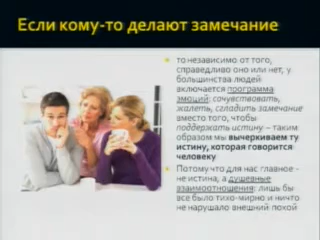 Если кому-то делают замечание
то независимо от того,
справедливо оно или нет, у
большинства людей
включается программа
эмоций: сочувствовать,
жалеть, сгладить замечание
вместо того, чтобы
поддержать истину – таким
образом мы вычеркиваем ту
истину, которая говорится
человеку
Потому что для нас главное -
не истина, а душевные
взаимоотношения: лишь бы
все было тихо-мирно и ничто
не нарушало внешний покой